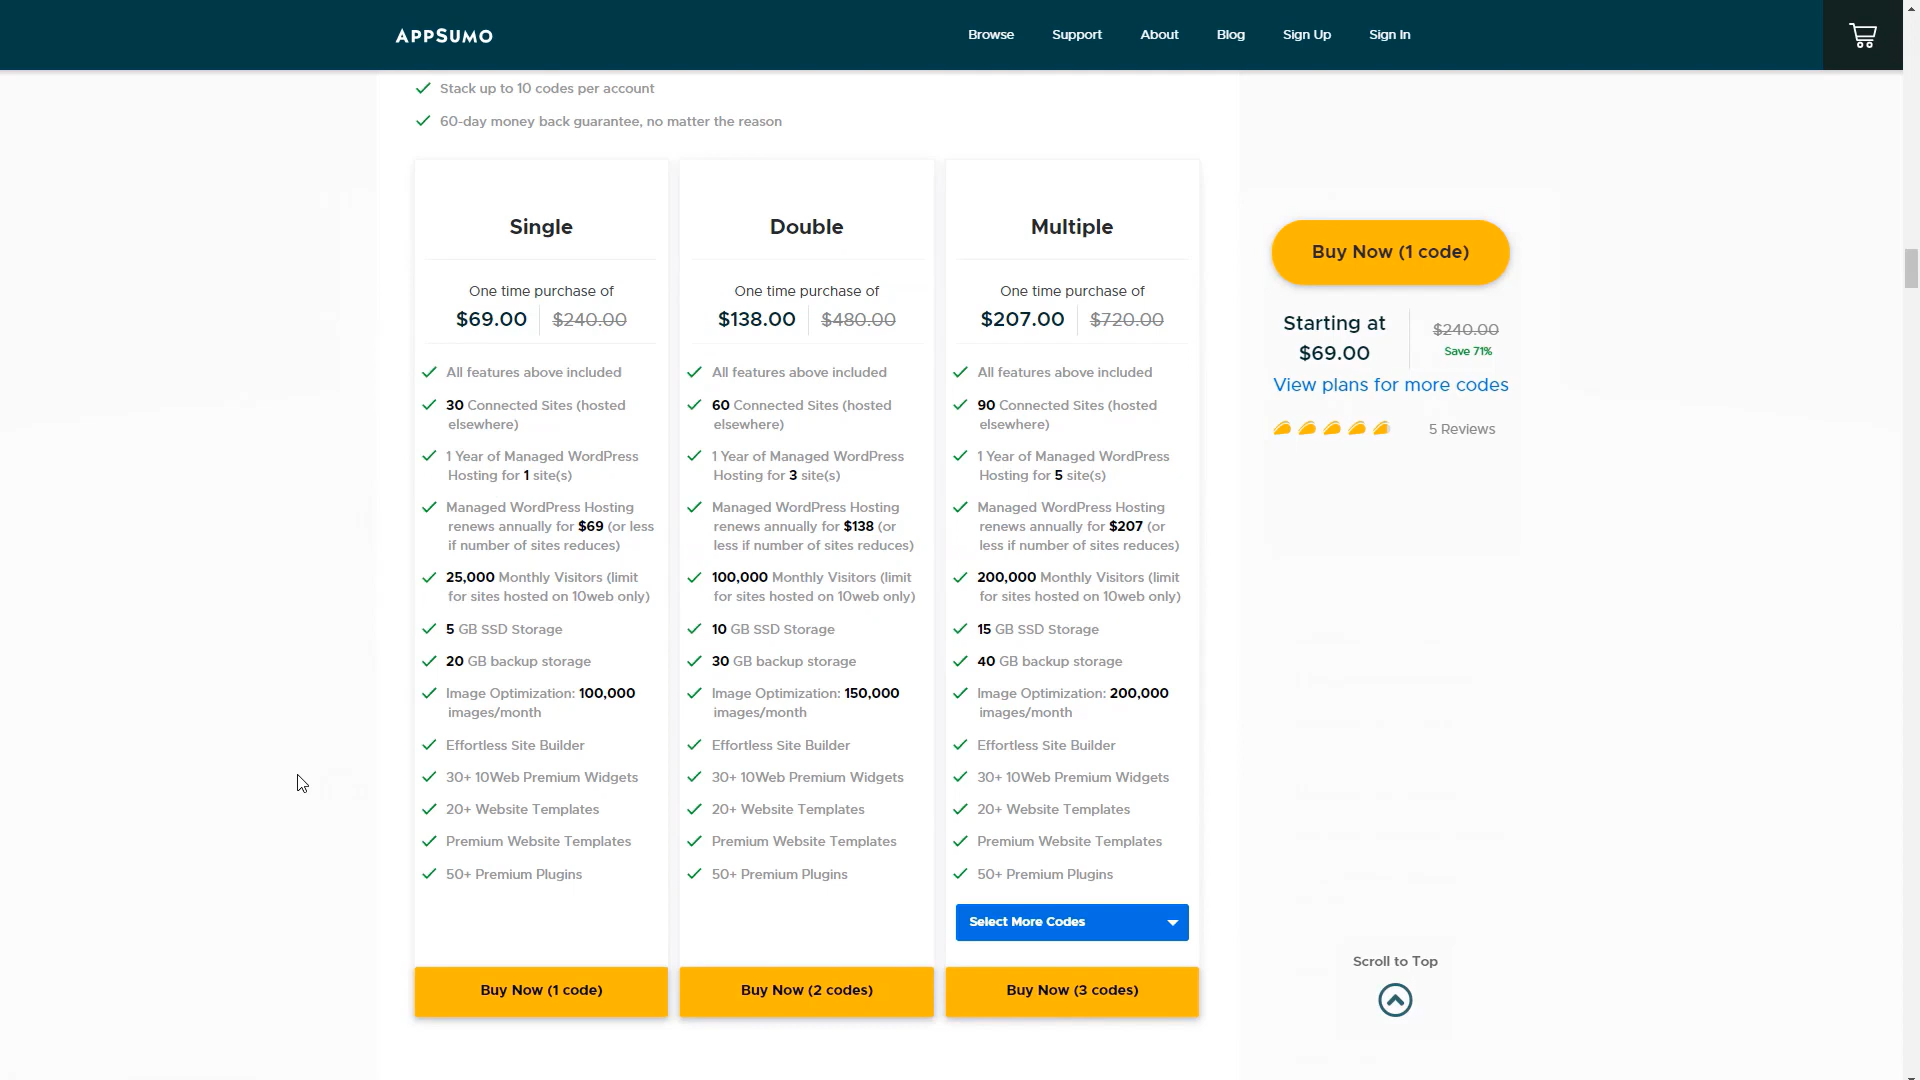 APPSUMO
Browse
Support
About
Blog
Sign Up
Sign In
Stack up to 10 codes per account
60-day money back guarantee, no matter the reason
Single
One time purchase of
$69.00 $240.00
All features above included
30 Connected Sites (hosted
elsewhere)
1 Year of Managed WordPress
Hosting for 1 site(s)
Managed WordPress Hosting
renews annually for $69 (or less
if number of sites reduces)
25,000 Monthly Visitors (limit
for sites hosted on 10web only)
5 GB SSD Storage
20 GB backup storage
Image Optimization: 100,000
images/month
Effortless Site Builder
30+ 10Web Premium Widgets
20+ Website Templates
Premium Website Templates
50+ Premium Plugins
Buy Now (1 code)
Double
One time purchase of
$138.00 $480.00
All features above included
60 Connected Sites (hosted
elsewhere)
1 Year of Managed WordPress
Hosting for 3 site(s)
Managed WordPress Hosting
renews annually for $138 (or
less if number of sites reduces)
100,000 Monthly Visitors (limit
for sites hosted on 10web only)
10 GB SSD Storage
30 GB backup storage
Image Optimization: 150,000
images/month
Effortless Site Builder
30+ 10Web Premium Widgets
20+ Website Templates
Premium Website Templates
50+ Premium Plugins
Buy Now (2 codes)
Multiple
One time purchase of
$207.00 $720.00
All features above included
90 Connected Sites (hosted
elsewhere)
1 Year of Managed WordPress
Hosting for 5 site(s)
Managed WordPress Hosting
renews annually for $207 (or
less if number of sites reduces)
200,000 Monthly Visitors (limit
for sites hosted on 10web only)
15 GB SSD Storage
40 GB backup storage
Image Optimization: 200,000
images/month
Effortless Site Builder
30+ 10Web Premium Widgets
20+ Website Templates
Premium Website Templates
50+ Premium Plugins
Select More Codes
Buy Now (3 codes)
Buy Now (1 code)
Starting at
$69.00
$240.00
Save 71%
View plans for more codes
5 Reviews
Scroll to Top